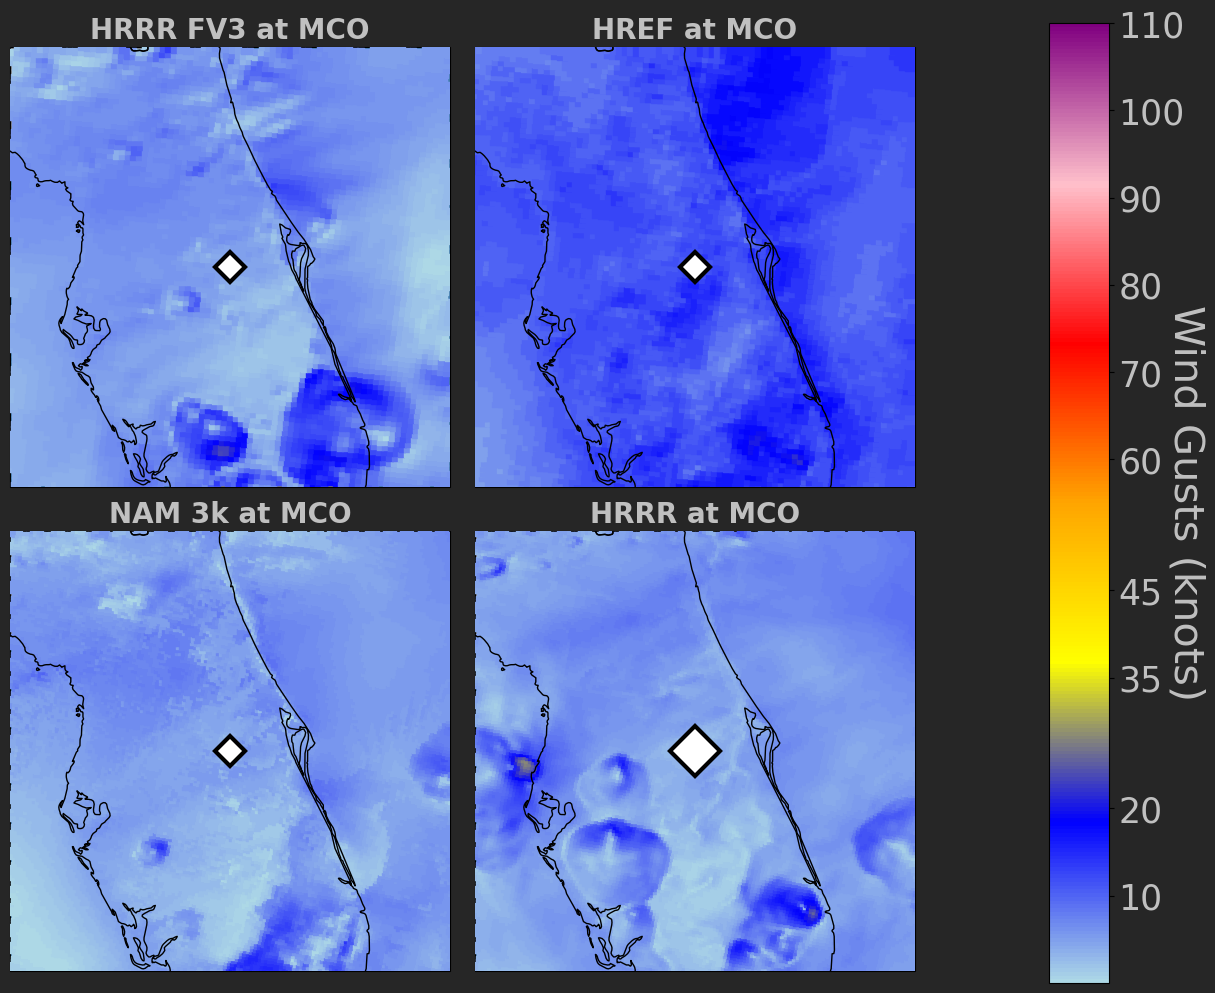 HRRR FV3 at MCO
HREF at MCO
NAM 3k at MCO
HRRR at MCO
110
100
90
80
70
60
45
35
20
10
Wind Gusts (knots)